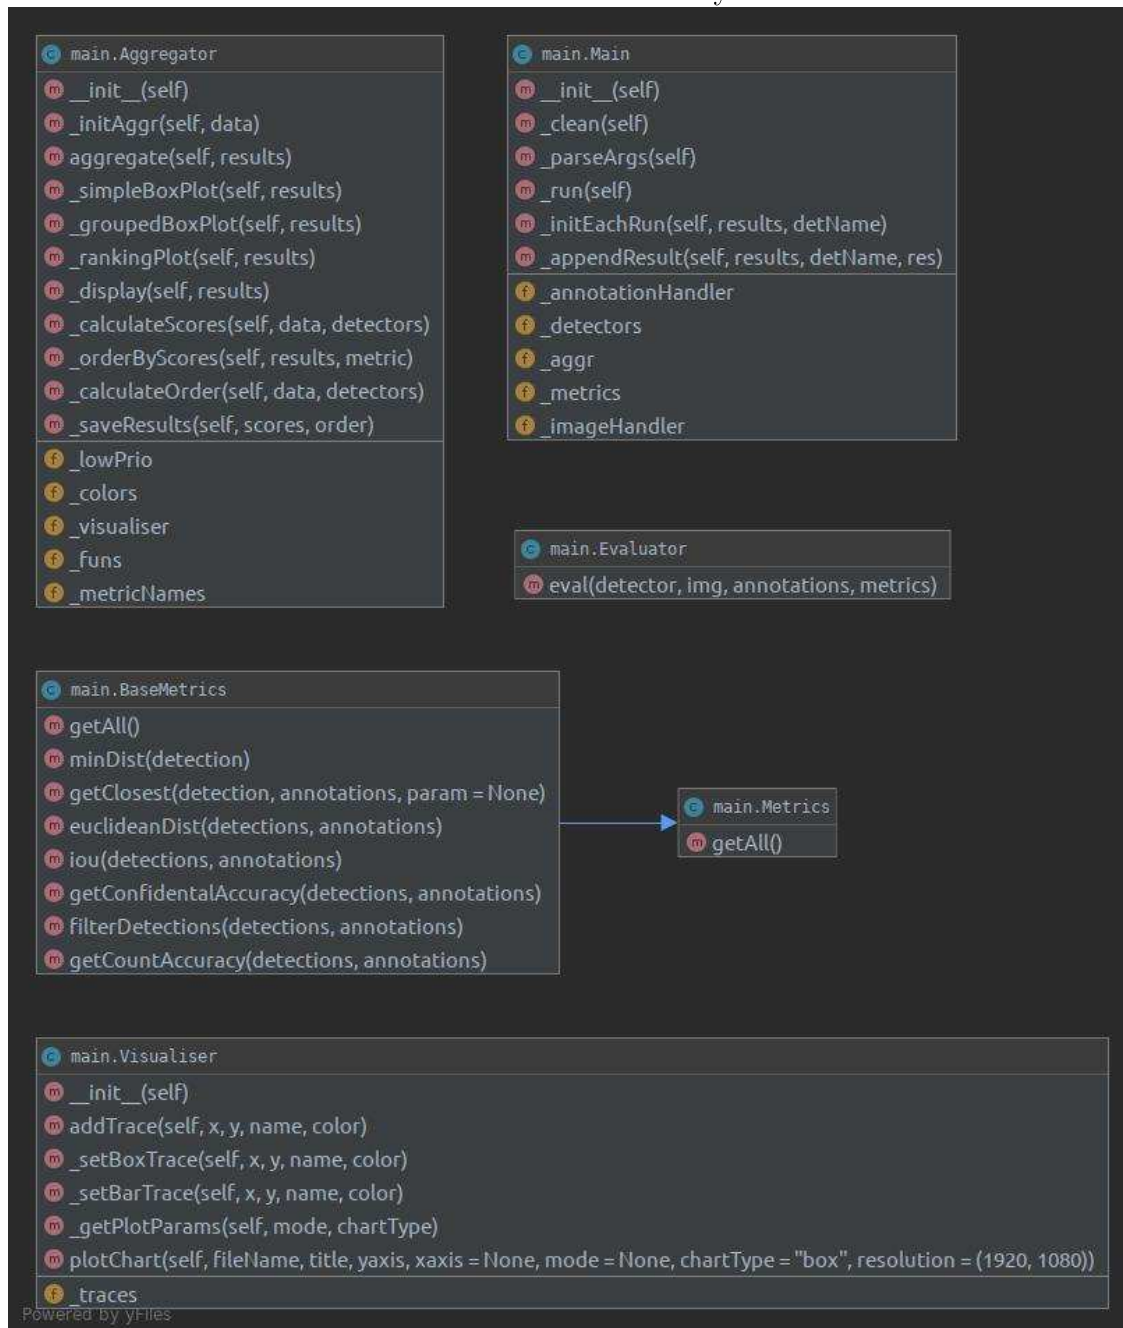 main.Aggregator
__init__(self)
_initAggr(self, data)
aggregate(self, results)
_simpleBoxPlot(self, results)
_groupedBoxPlot(self, results)
_rankingPlot(self, results)
_display(self, results)
_calculateScores(self, data, detectors)
_orderByScores(self, results, metric)
_calculateOrder(self, data, detectors)
_saveResults(self, scores, order)
_lowPrio
_colors
_visualiser
_funs
_metricNames
main.Main
__init__(self)
_clean(self)
_parseArgs(self)
_run(self)
_initEachRun(self, results, detName)
_appendResult(self, results, detName, res)
_annotationHandler
_detectors
_aggr
_metrics
_imageHandler
main.Evaluator
eval(detector, img, annotations, metrics)
main.BaseMetrics
getAll()
minDist(detection)
getClosest(detection, annotations, param = None)
euclideanDist(detections, annotations)
iou(detections, annotations)
getConfidentalAccuracy(detections, annotations)
filterDetections(detections, annotations)
getCountAccuracy(detections, annotations)
main.Metrics
getAll()
main.Visualiser
__init__(self)
addTrace(self, x, y, name, color)
_setBoxTrace(self, x, y, name, color)
_setBarTrace(self, x, y, name, color)
_getPlotParams(self, mode, chartType)
plotChart(self, fileName, title, yaxis, xaxis = None, mode = None, chartType = "box", resolution = (1920, 1080))
_traces
Powered by yFiles